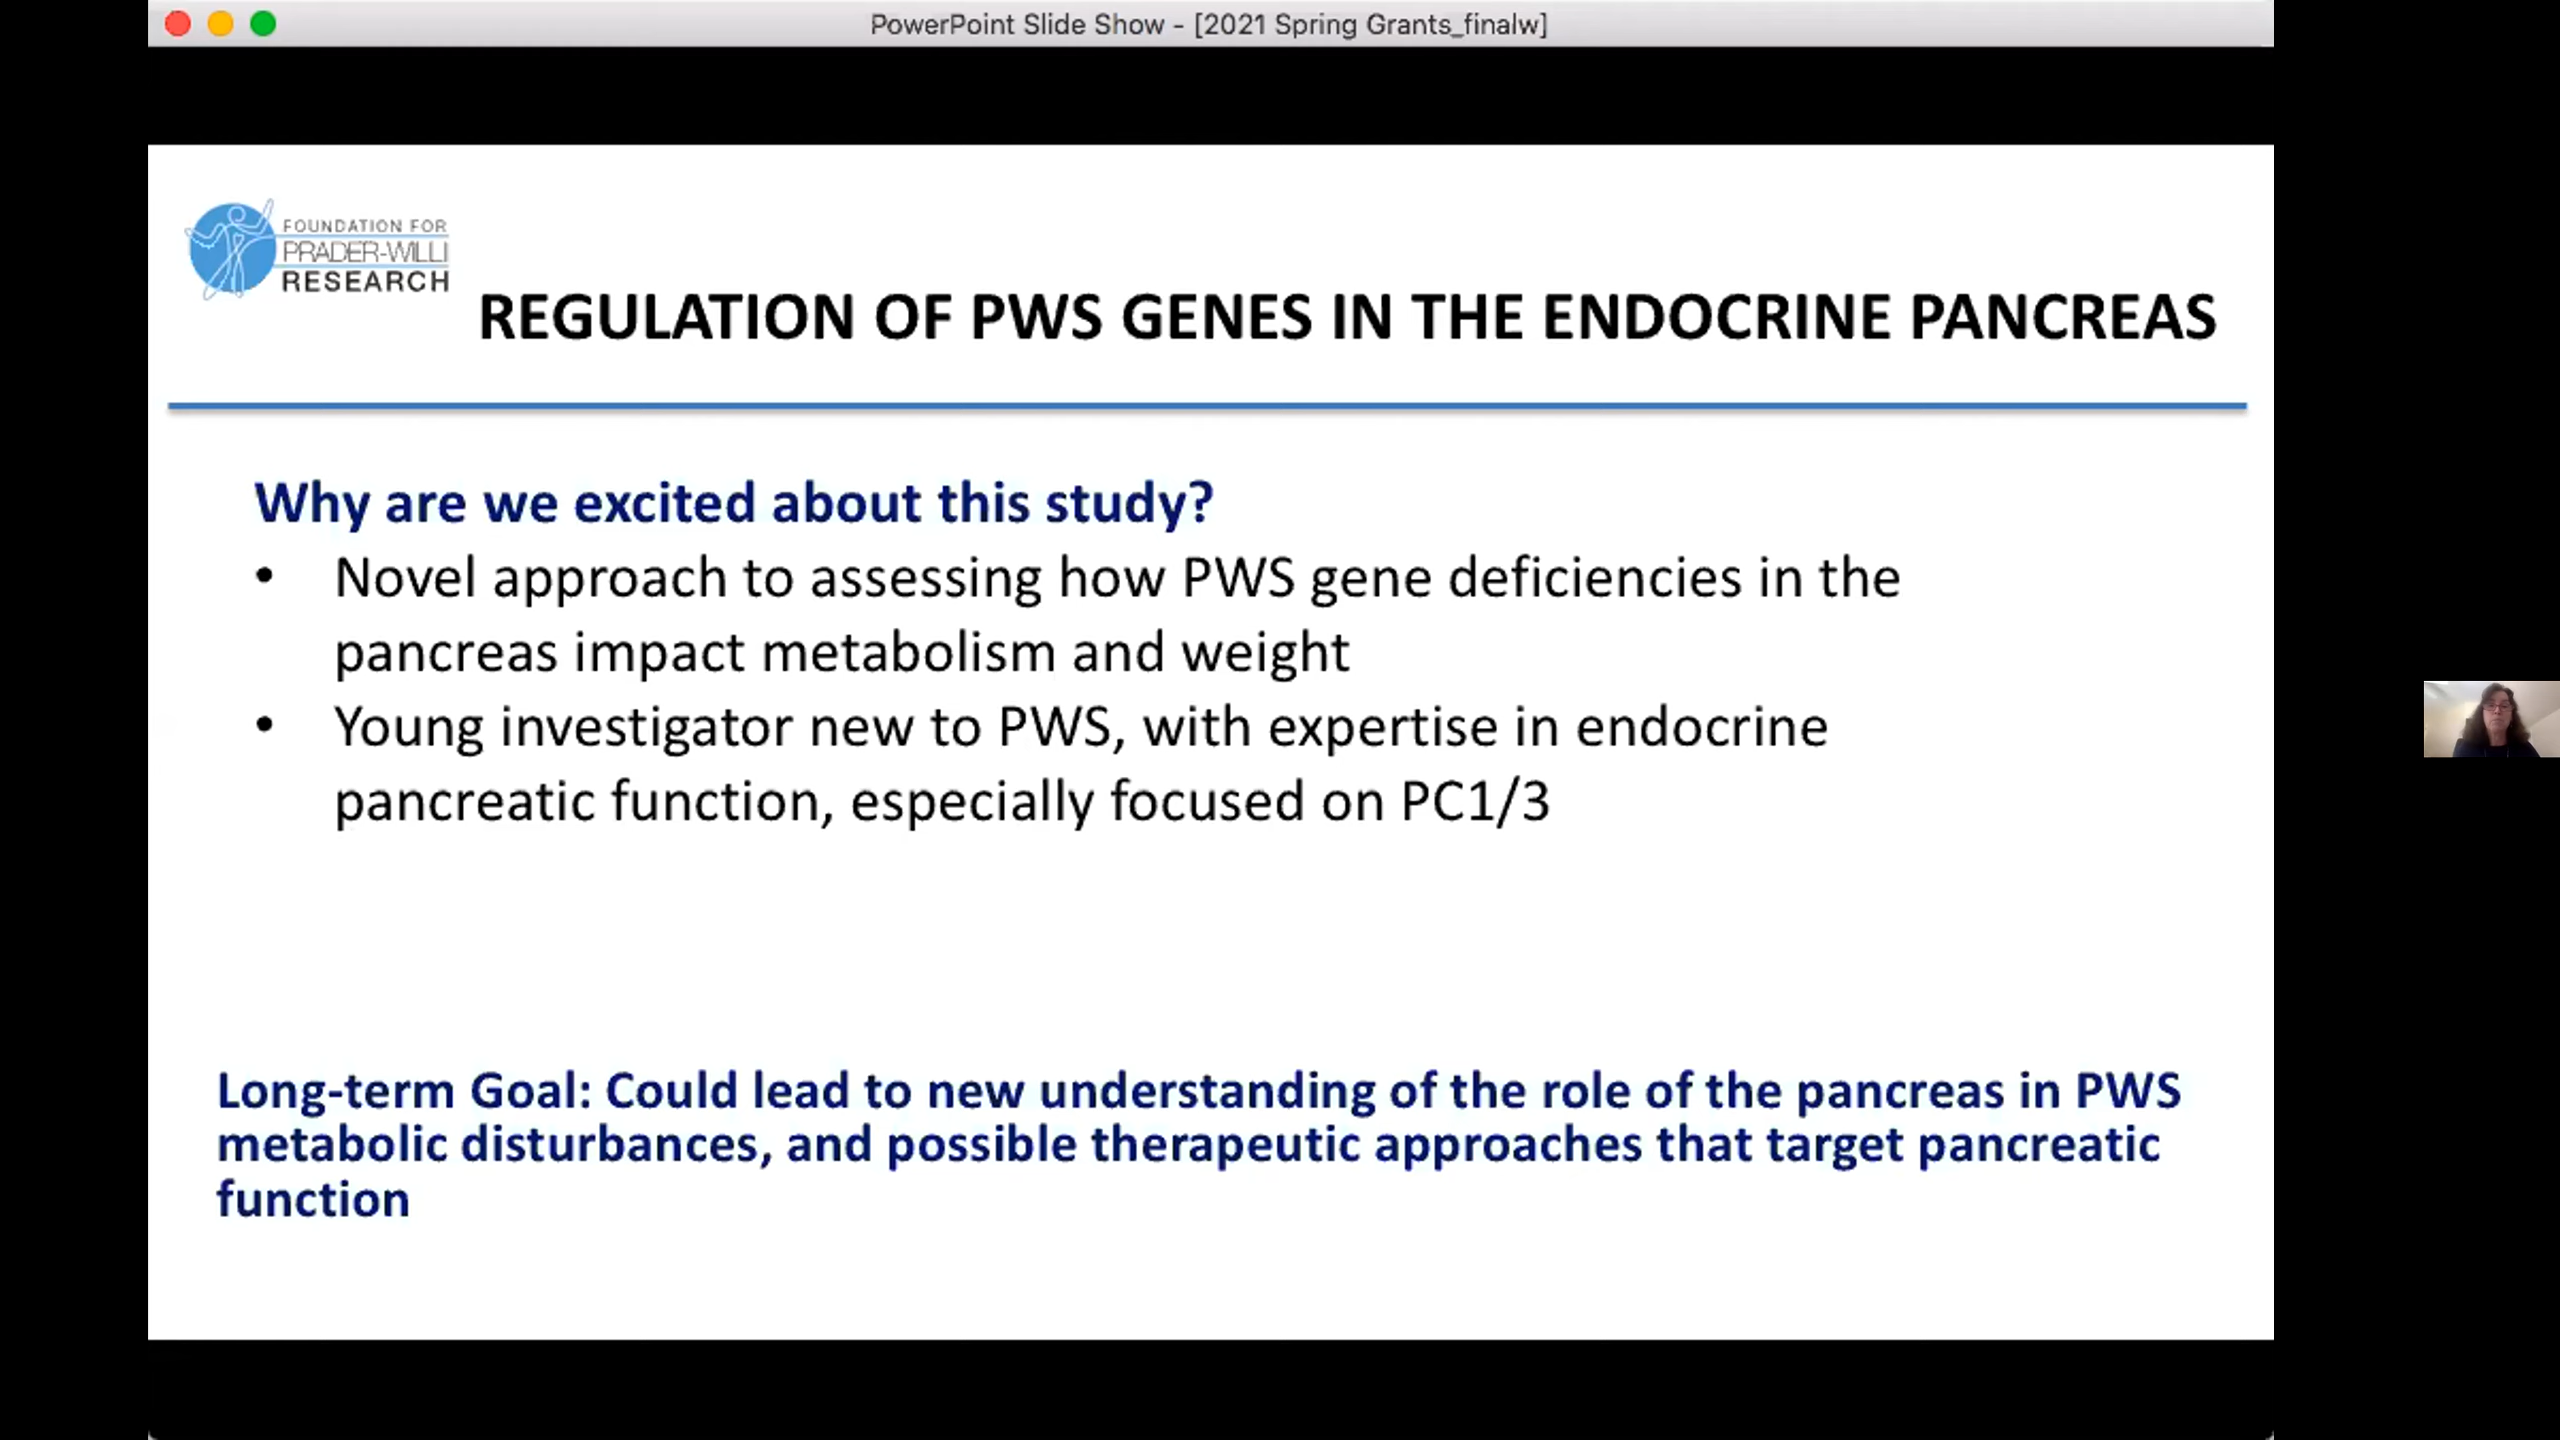 PowerPoint Slide Show - [2021 Spring Grants_finalw]
FOUNDATION FOR
PRADER-WILLI
RESEARCH
REGULATION OF PWS GENES IN THE ENDOCRINE PANCREAS
Why are we excited about this study?
• Novel approach to assessing how PWS gene deficiencies in the
pancreas impact metabolism and weight
• Young investigator new to PWS, with expertise in endocrine
pancreatic function, especially focused on PC1/3
Long-term Goal: Could lead to new understanding of the role of the pancreas in PWS
metabolic disturbances, and possible therapeutic approaches that target pancreatic
function